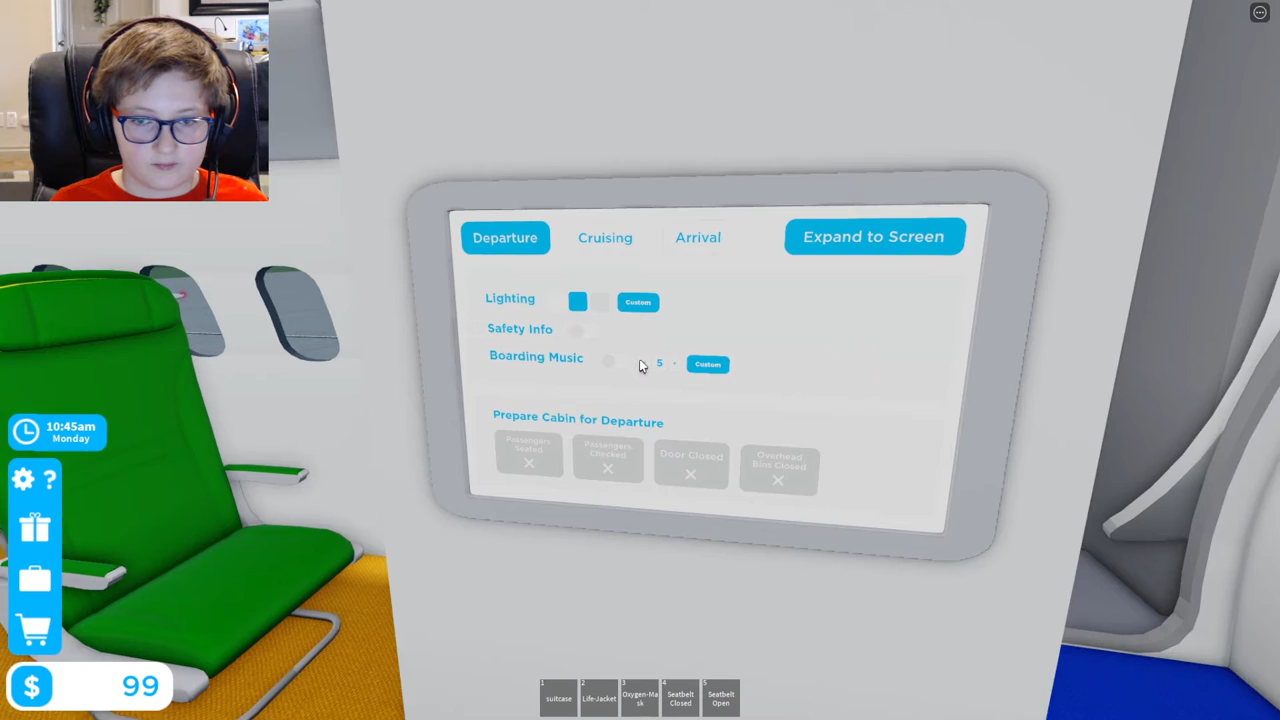 Departure Cruising Arrival Expand to Screen
Lighting Custom
Safety Info
Boarding Music 5 Custom
Prepare Cabin for Departure
Passengers Seated
Passengers Checked
Door Closed
Overhead Bins Closed
10:45am
Monday
?
$ 99
1 suitcase
2 Life-Jacket
3 Oxygen-Mask
4 Seatbelt Closed
5 Seatbelt Open